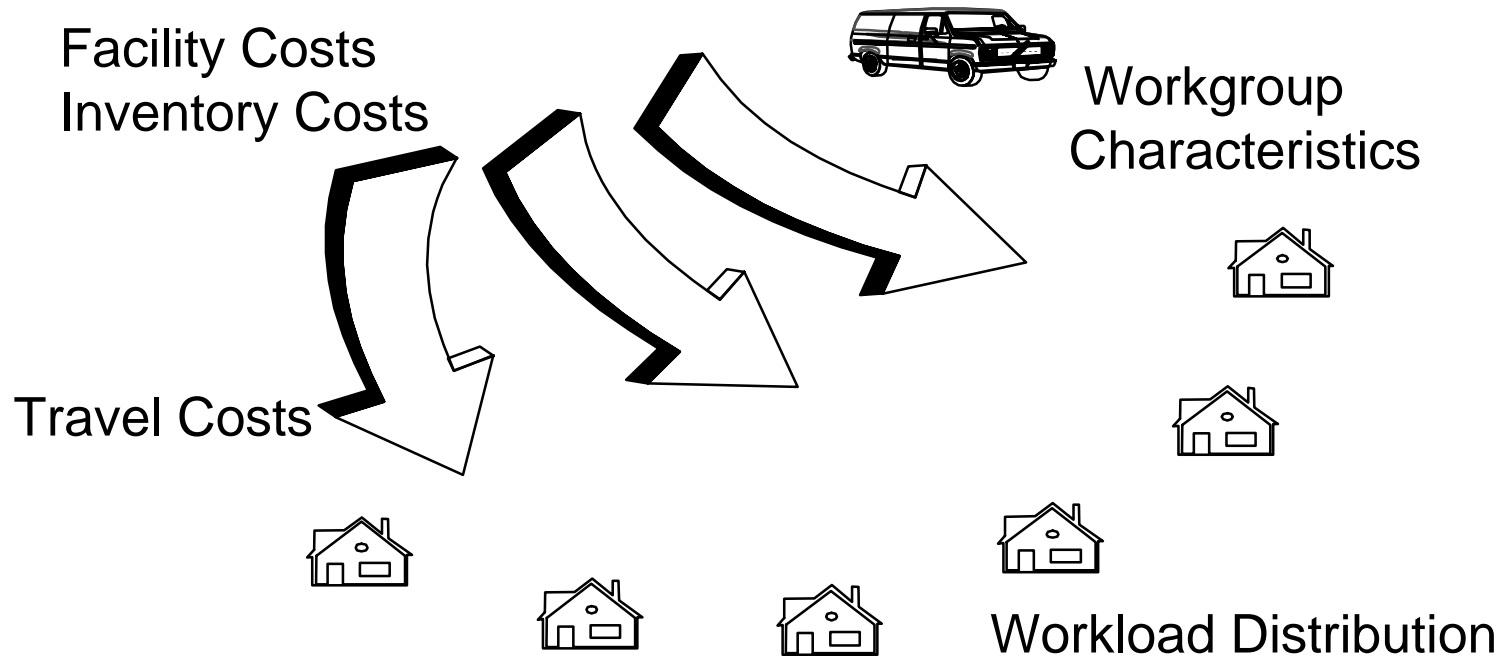 Facility Costs
Inventory Costs
Workgroup
Characteristics
Travel Costs
Workload Distribution